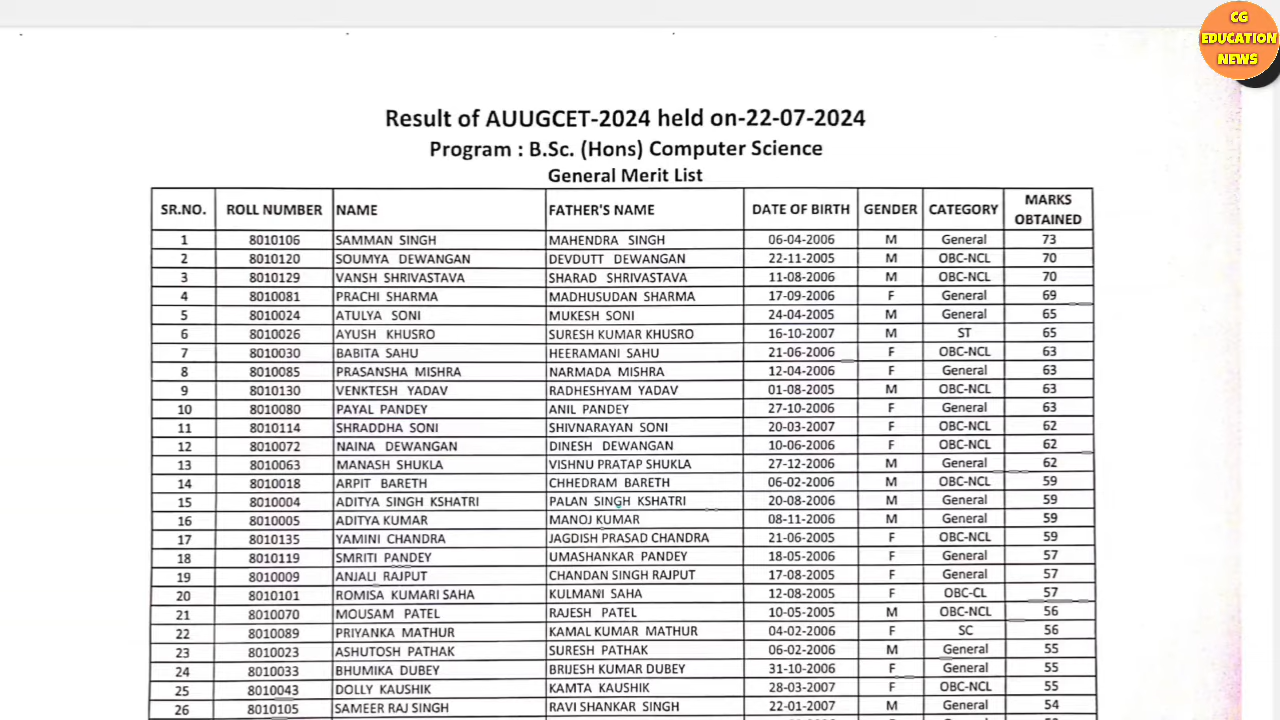 CG
EDUCATION
NEWS
Result of AUUGCET-2024 held on-22-07-2024
Program : B.Sc. (Hons) Computer Science
General Merit List
SR.NO. ROLL NUMBER NAME FATHER'S NAME DATE OF BIRTH GENDER CATEGORY MARKS OBTAINED
1 8010106 SAMMAN SINGH MAHENDRA SINGH 06-04-2006 M General 73
2 8010120 SOUMYA DEWANGAN DEVDUTT DEWANGAN 22-11-2005 M OBC-NCL 70
3 8010129 VANSH SHRIVASTAVA SHARAD SHRIVASTAVA 11-08-2006 M OBC-NCL 70
4 8010081 PRACHI SHARMA MADHUSUDAN SHARMA 17-09-2006 F General 69
5 8010024 ATULYA SONI MUKESH SONI 24-04-2005 M General 65
6 8010026 AYUSH KHUSRO SURESH KUMAR KHUSRO 16-10-2007 M ST 65
7 8010030 BABITA SAHU HEERAMANI SAHU 21-06-2006 F OBC-NCL 63
8 8010085 PRASANSHA MISHRA NARMADA MISHRA 12-04-2006 F General 63
9 8010130 VENKTESH YADAV RADHESHYAM YADAV 01-08-2005 M OBC-NCL 63
10 8010080 PAYAL PANDEY ANIL PANDEY 27-10-2006 F General 63
11 8010114 SHRADDHA SONI SHIVNARAYAN SONI 20-03-2007 F OBC-NCL 62
12 8010072 NAINA DEWANGAN DINESH DEWANGAN 10-06-2006 F OBC-NCL 62
13 8010063 MANASH SHUKLA VISHNU PRATAP SHUKLA 27-12-2006 M General 62
14 8010018 ARPIT BARETH CHHEDRAM BARETH 06-02-2006 M OBC-NCL 59
15 8010004 ADITYA SINGH KSHATRI PALAN SINGH KSHATRI 20-08-2006 M General 59
16 8010005 ADITYA KUMAR MANOJ KUMAR 08-11-2006 M General 59
17 8010135 YAMINI CHANDRA JAGDISH PRASAD CHANDRA 21-06-2005 F OBC-NCL 59
18 8010119 SMRITI PANDEY UMASHANKAR PANDEY 18-05-2006 F General 57
19 8010009 ANJALI RAJPUT CHANDAN SINGH RAJPUT 17-08-2005 F General 57
20 8010101 ROMISA KUMARI SAHA KULMANI SAHA 12-08-2005 F OBC-CL 57
21 8010070 MOUSAM PATEL RAJESH PATEL 10-05-2005 M OBC-NCL 56
22 8010089 PRIYANKA MATHUR KAMAL KUMAR MATHUR 04-02-2006 F SC 56
23 8010023 ASHUTOSH PATHAK SURESH PATHAK 06-02-2006 M General 55
24 8010033 BHUMIKA DUBEY BRIJESH KUMAR DUBEY 31-10-2006 F General 55
25 8010043 DOLLY KAUSHIK KAMTA KAUSHIK 28-03-2007 F OBC-NCL 55
26 8010105 SAMEER RAJ SINGH RAVI SHANKAR SINGH 22-01-2007 M General 54